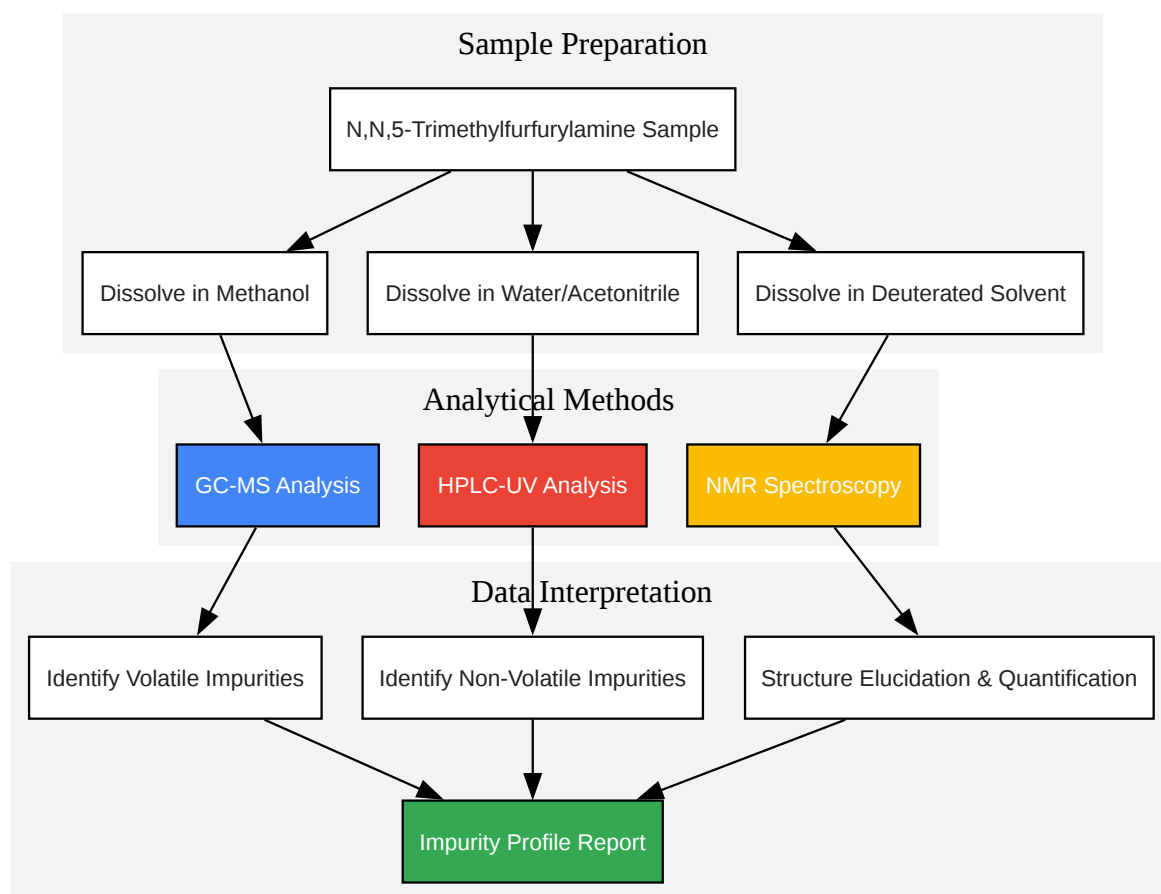 Sample Preparation
N,N,5-Trimethylfurfurylamine Sample
Dissolve in Methanol
Dissolve in Water/Acetonitrile
Dissolve in Deuterated Solvent
Analytical Methods
GC-MS Analysis
HPLC-UV Analysis
NMR Spectroscopy
Data Interpretation
Identify Volatile Impurities
Identify Non-Volatile Impurities
Structure Elucidation & Quantification
Impurity Profile Report